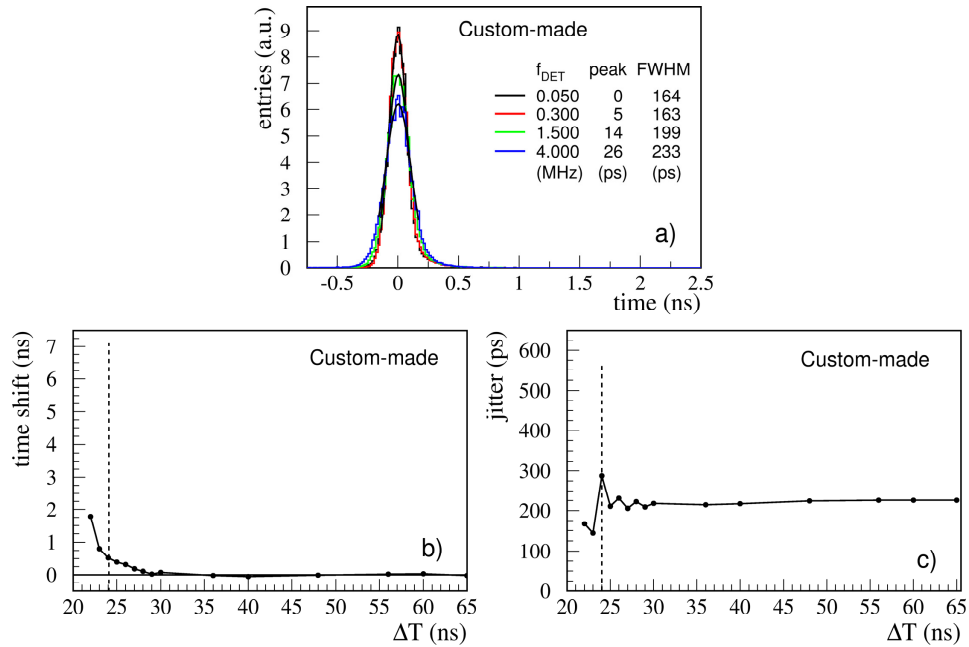 Custom-made
f_DET peak FWHM
0.050 0 164
0.300 5 163
1.500 14 199
4.000 26 233
(MHz) (ps) (ps)
entries (a.u.)
9
8
7
6
5
4
3
2
1
0
a)
-0.5 0 0.5 1 1.5 2 2.5
time (ns)
Custom-made
time shift (ns)
7
6
5
4
3
2
1
0
b)
20 25 30 35 40 45 50 55 60 65
ΔT (ns)
Custom-made
jitter (ps)
600
500
400
300
200
100
0
c)
20 25 30 35 40 45 50 55 60 65
ΔT (ns)